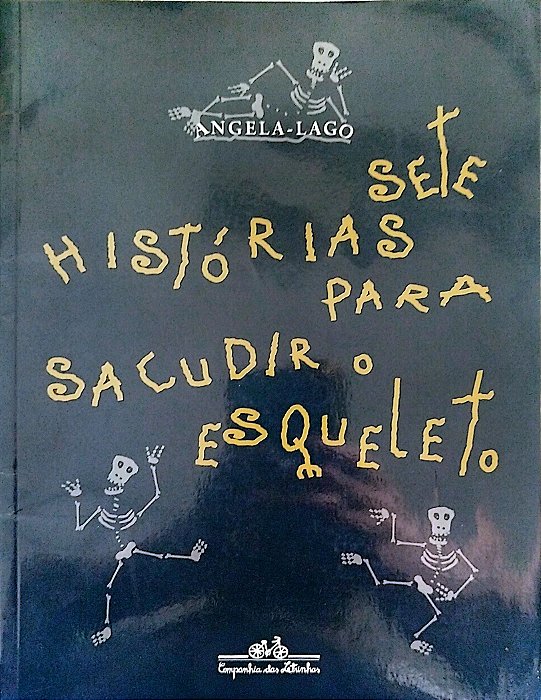 ANGELA-LAGO
SETE
HISTÓRIAS
PARA
SACUDIR O
ESQUELETO
Companhia das Letrinhas